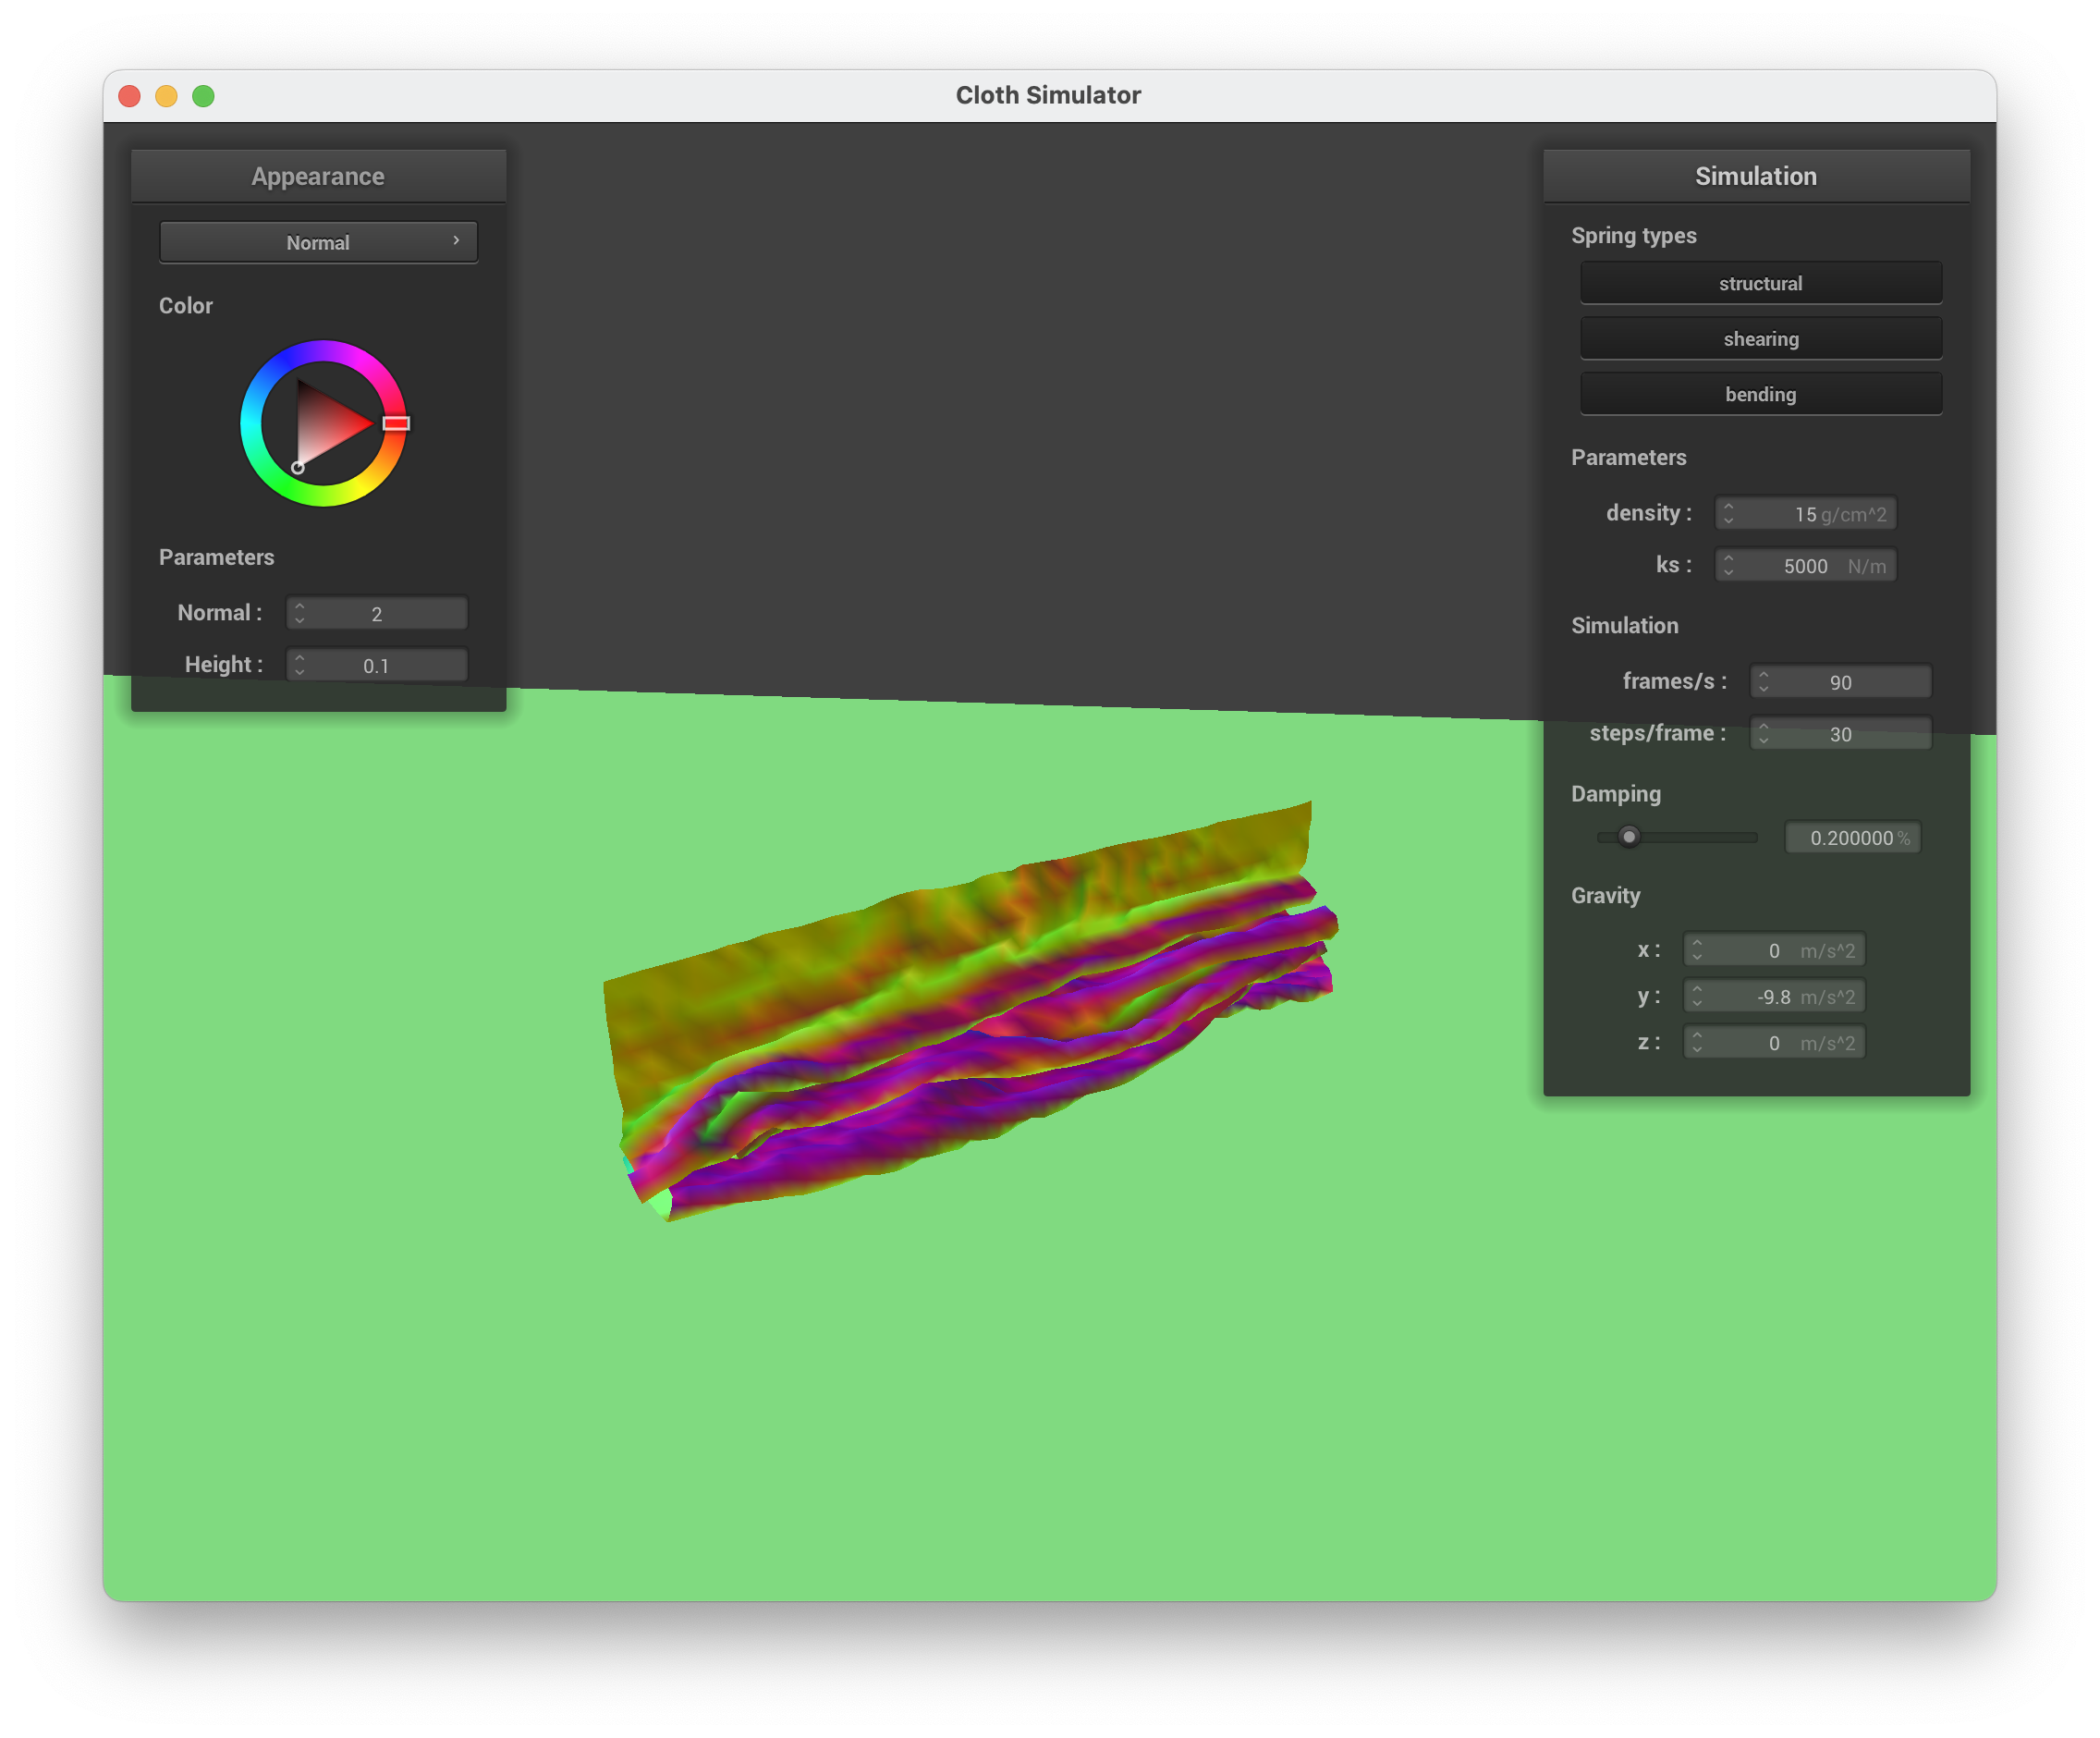 Cloth Simulator
Appearance
Normal
Color
Parameters
Normal : 2
Height : 0.1
Simulation
Spring types
structural
shearing
bending
Parameters
density : 15 g/cm^2
ks : 5000 N/m
Simulation
frames/s : 90
steps/frame : 30
Damping
0.200000 %
Gravity
x : 0 m/s^2
y : -9.8 m/s^2
z : 0 m/s^2